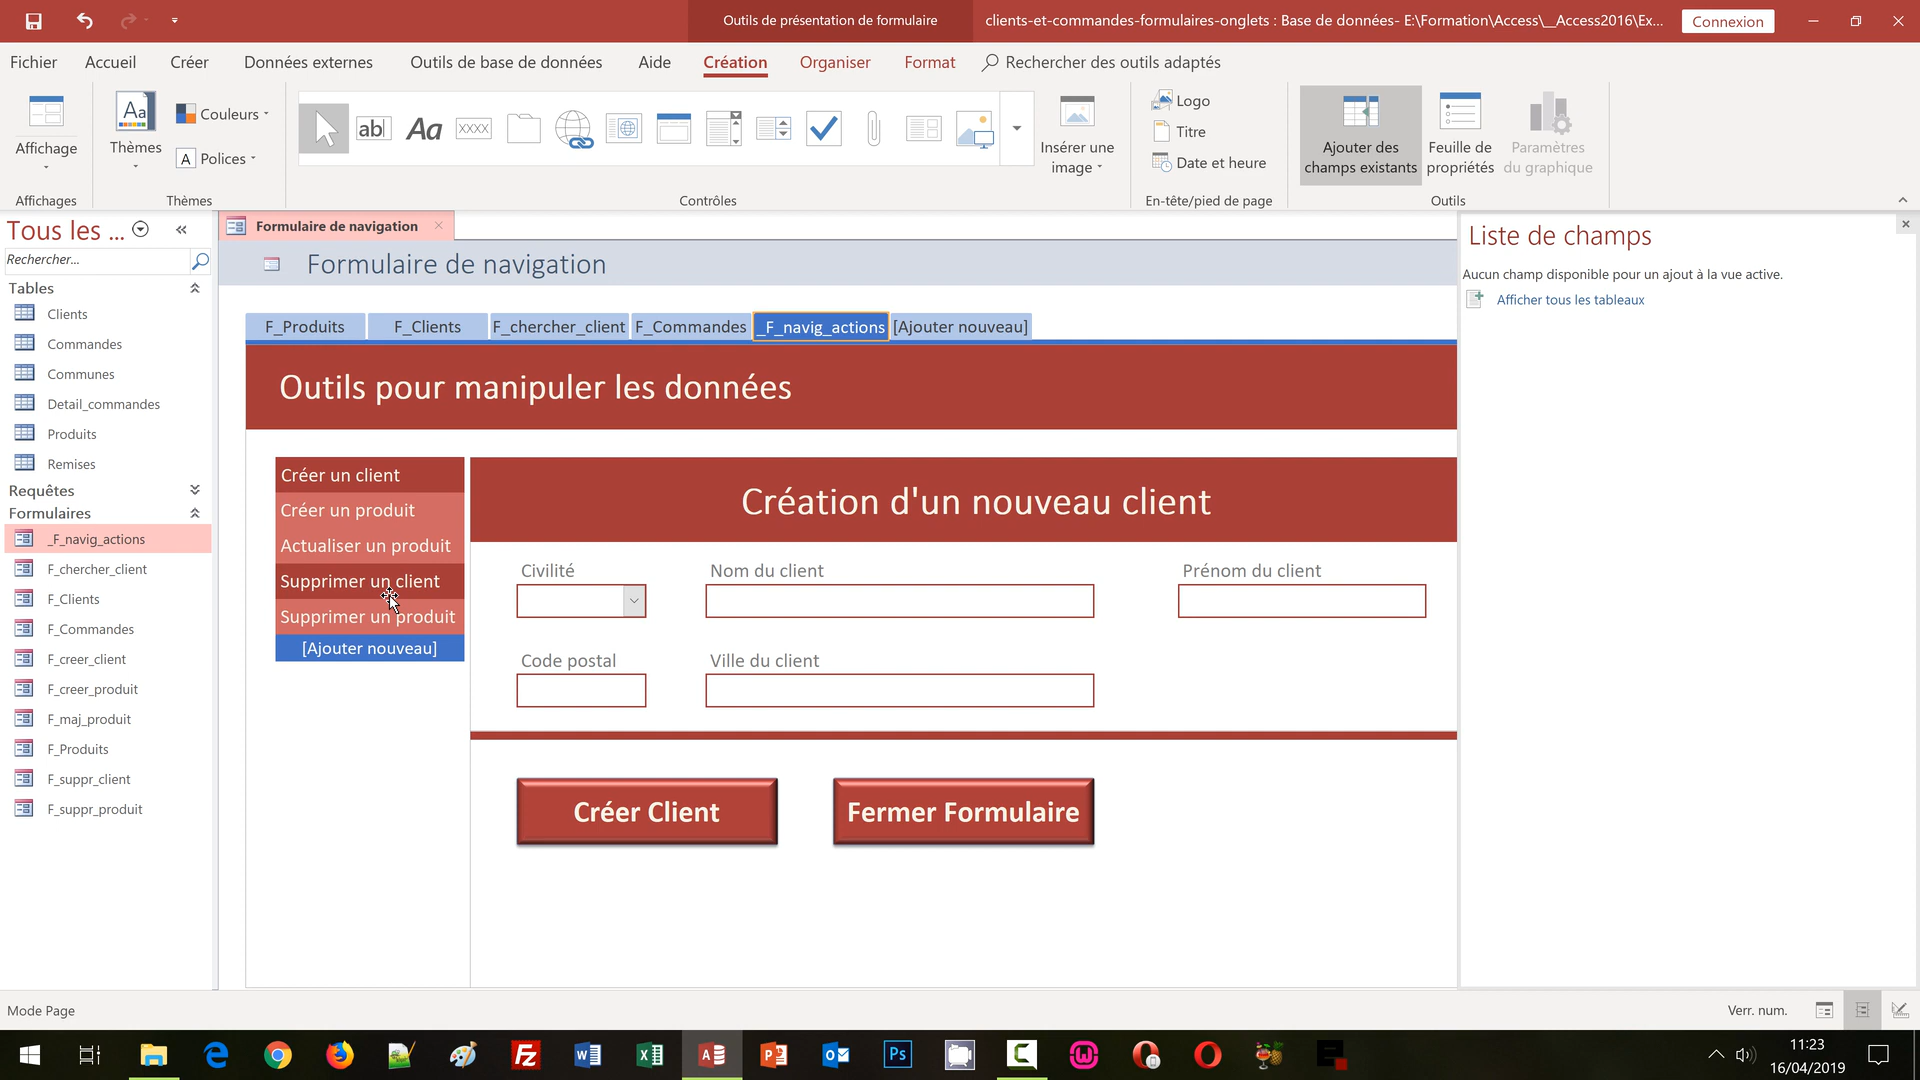 Outils de présentation de formulaire
clients-et-commandes-formulaires-onglets : Base de données- E:\Formation\Access\__Access2016\Ex...
Connexion
Fichier Accueil Créer Données externes Outils de base de données Aide Création Organiser Format Rechercher des outils adaptés
Affichage
Affichages
Aa
Thèmes
Couleurs
A Polices
Thèmes
ab Aa XXXX
Contrôles
Insérer une
image
Logo
Titre
Date et heure
En-tête/pied de page
Ajouter des
champs existants
Feuille de
propriétés
Paramètres
du graphique
Outils
Tous les ...
Rechercher...
Tables
Clients
Commandes
Communes
Detail_commandes
Produits
Remises
Requêtes
Formulaires
_F_navig_actions
F_chercher_client
F_Clients
F_Commandes
F_creer_client
F_creer_produit
F_maj_produit
F_Produits
F_suppr_client
F_suppr_produit
Formulaire de navigation
Formulaire de navigation
F_Produits F_Clients F_chercher_client F_Commandes _F_navig_actions [Ajouter nouveau]
Outils pour manipuler les données
Créer un client
Créer un produit
Actualiser un produit
Supprimer un client
Supprimer un produit
[Ajouter nouveau]
Création d'un nouveau client
Civilité Nom du client Prénom du client
Code postal Ville du client
Créer Client Fermer Formulaire
Liste de champs
Aucun champ disponible pour un ajout à la vue active.
Afficher tous les tableaux
Mode Page
Verr. num.
11:23
16/04/2019